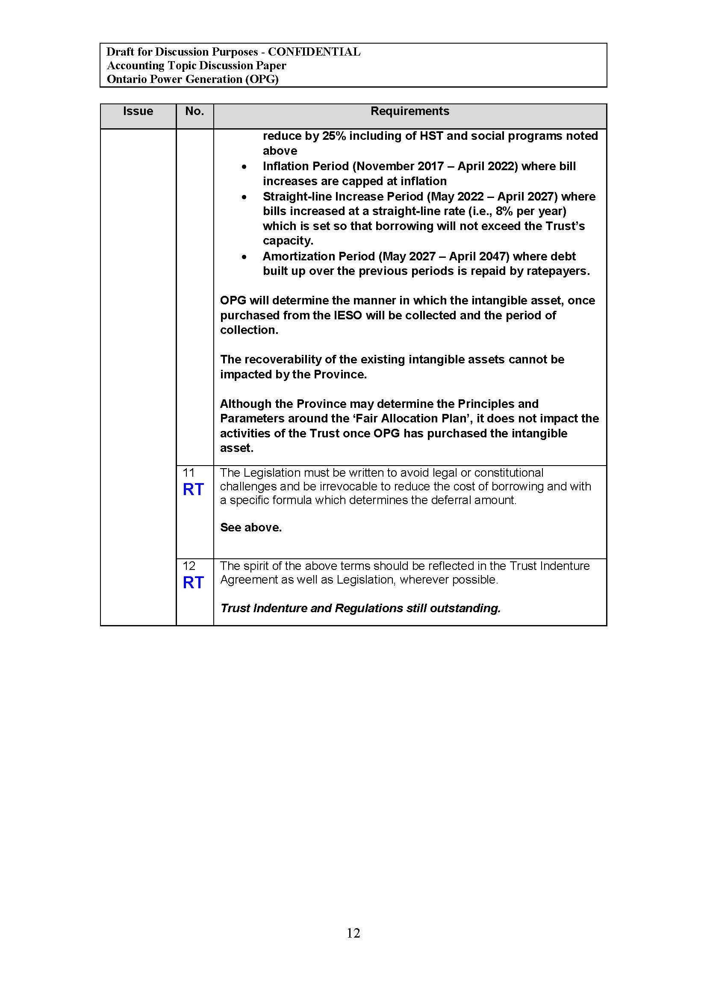 Draft for Discussion Purposes - CONFIDENTIAL
Accounting Topic Discussion Paper
Ontario Power Generation (OPG)
Issue No. Requirements
reduce by 25% including of HST and social programs noted
above
• Inflation Period (November 2017 – April 2022) where bill
increases are capped at inflation
• Straight-line Increase Period (May 2022 – April 2027) where
bills increased at a straight-line rate (i.e., 8% per year)
which is set so that borrowing will not exceed the Trust’s
capacity.
• Amortization Period (May 2027 – April 2047) where debt
built up over the previous periods is repaid by ratepayers.
OPG will determine the manner in which the intangible asset, once
purchased from the IESO will be collected and the period of
collection.
The recoverability of the existing intangible assets cannot be
impacted by the Province.
Although the Province may determine the Principles and
Parameters around the ‘Fair Allocation Plan’, it does not impact the
activities of the Trust once OPG has purchased the intangible
asset.
11
RT
The Legislation must be written to avoid legal or constitutional
challenges and be irrevocable to reduce the cost of borrowing and with
a specific formula which determines the deferral amount.
See above.
12
RT
The spirit of the above terms should be reflected in the Trust Indenture
Agreement as well as Legislation, wherever possible.
Trust Indenture and Regulations still outstanding.
12